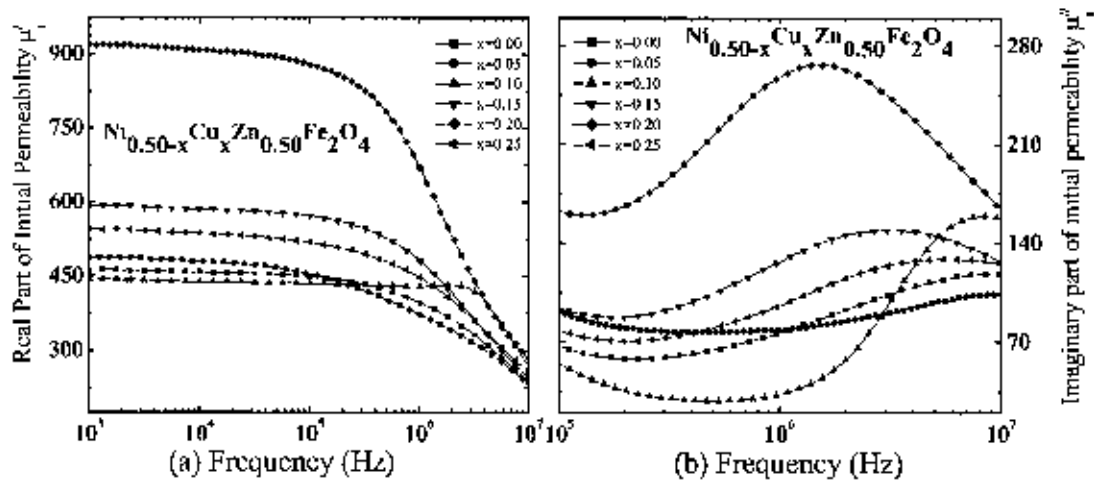 Real Part of Initial Permeability μ'i
900
750
600
450
300
x=0.00
x=0.05
x=0.10
x=0.15
x=0.20
x=0.25
Ni0.50-xCuxZn0.50Fe2O4
10³
10⁴
10⁶
10⁷
(a) Frequency (Hz)
Ni0.50-xCuxZn0.50Fe2O4
x=0.00
x=0.05
x=0.10
x=0.15
x=0.20
x=0.25
280
210
140
70
Imaginary part of initial permeability μ''
10⁵
10⁶
10⁷
(b) Frequency (Hz)